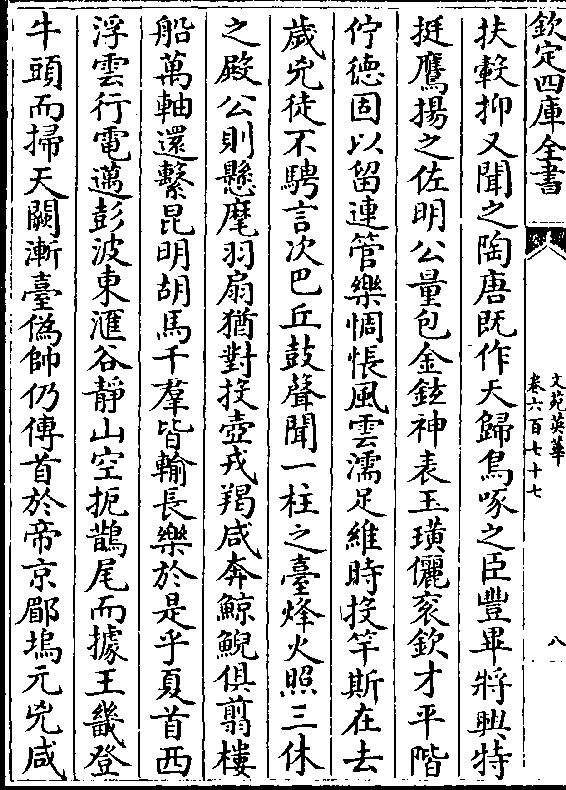 欽定四庫全書
文苑英華
卷六百七十七
八
扶轂抑又聞之陶唐既作天歸鳥啄之臣豐畢將興特
挺鷹揚之佐明公量包金鉉神表玉璜儷衮欽才平階
佇德固以留連管樂惆悵風雲濡足維時投竿斯在去
歲兇徒不騁言次巴丘鼓聲聞一柱之臺烽火照三休
之殿公則懸麾羽扇猶對投壺戎羯咸奔鯨鯢俱翦樓
船萬軸還繫昆明胡馬千羣皆輸長樂於是乎夏首西
浮雲行電邁彭波東滙谷靜山空扼鵲尾而據王畿登
牛頭而掃天闕漸臺偽帥仍傳首於帝京郿塢元兇咸